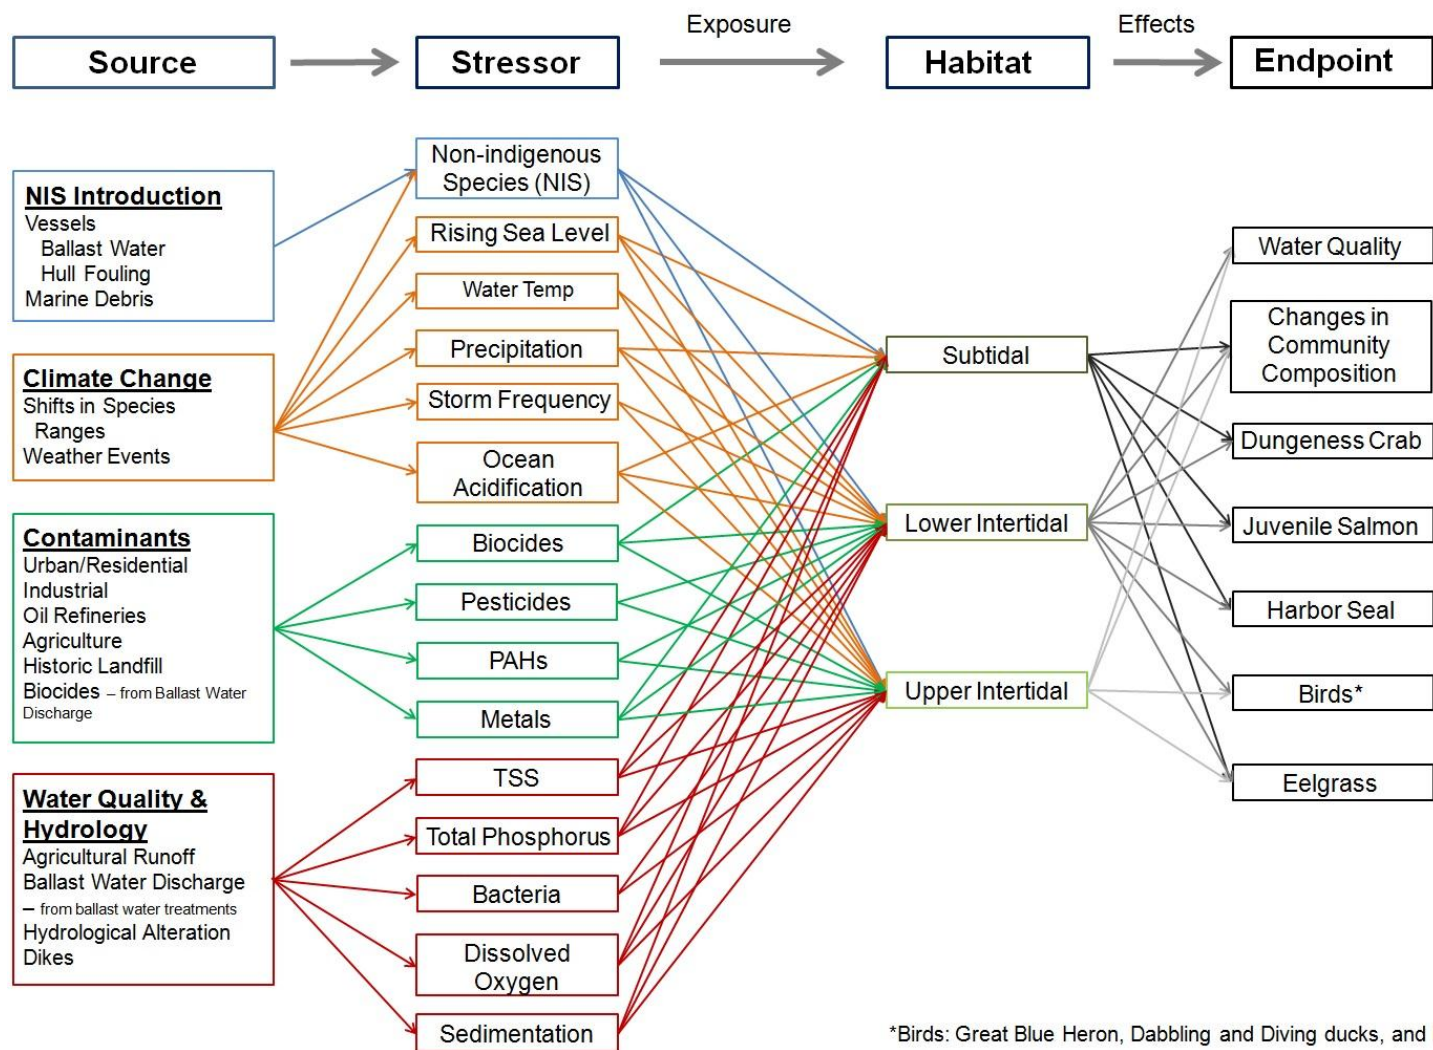 Exposure
Effects
Source
Stressor
Habitat
Endpoint
NIS Introduction
Vessels
Ballast Water
Hull Fouling
Marine Debris
Climate Change
Shifts in Species
Ranges
Weather Events
Contaminants
Urban/Residential
Industrial
Oil Refineries
Agriculture
Historic Landfill
Biocides – from Ballast Water
Discharge
Water Quality &
Hydrology
Agricultural Runoff
Ballast Water Discharge
– from ballast water treatments
Hydrological Alteration
Dikes
Non-indigenous
Species (NIS)
Rising Sea Level
Water Temp
Precipitation
Storm Frequency
Ocean
Acidification
Biocides
Pesticides
PAHs
Metals
TSS
Total Phosphorus
Bacteria
Dissolved
Oxygen
Sedimentation
Subtidal
Lower Intertidal
Upper Intertidal
Water Quality
Changes in
Community
Composition
Dungeness Crab
Juvenile Salmon
Harbor Seal
Birds*
Eelgrass
*Birds: Great Blue Heron, Dabbling and Diving ducks, and